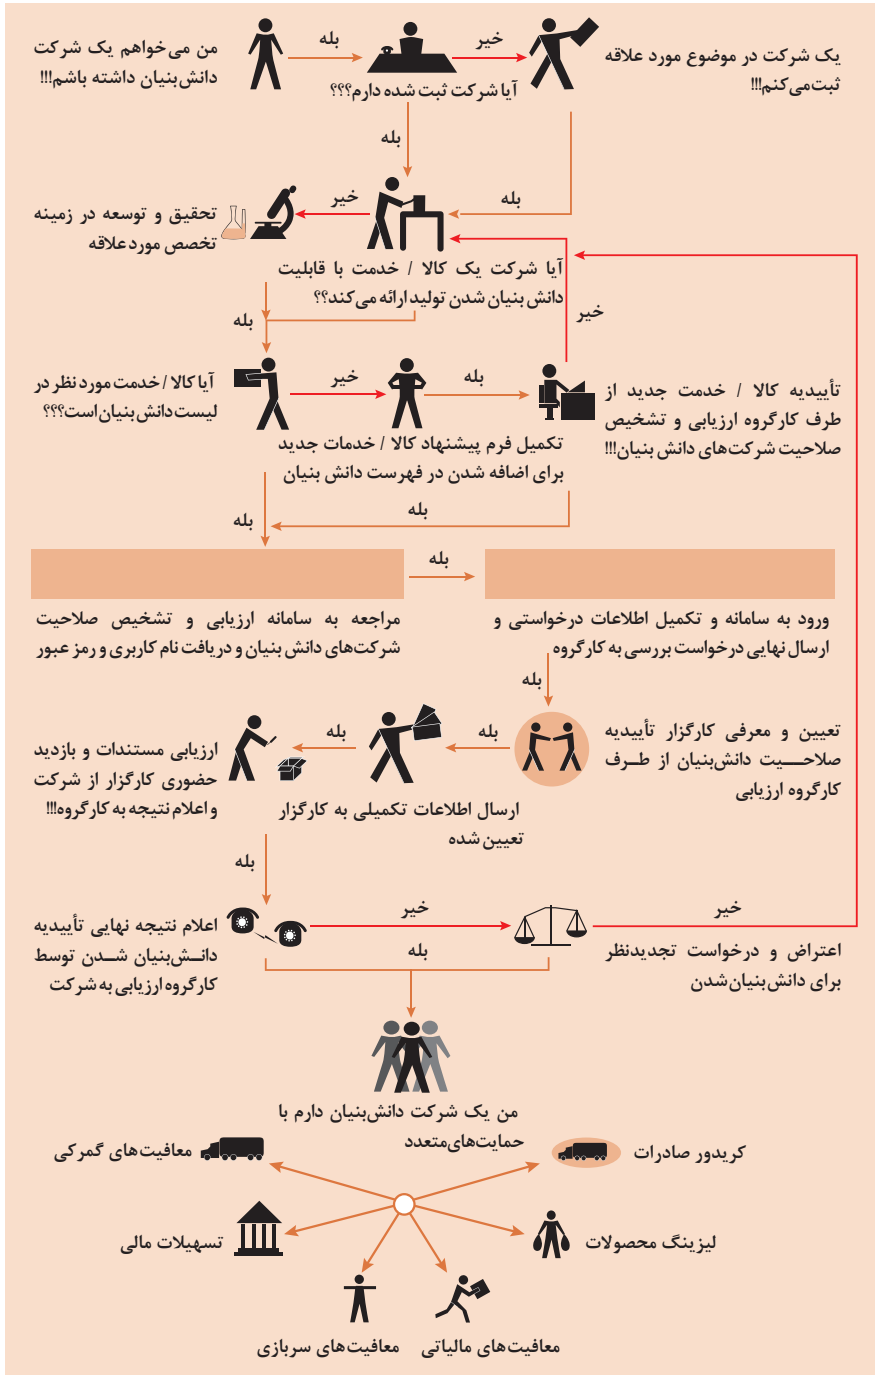 من می‌خواهم یک شرکت
دانش‌بنیان داشته باشم!!!
بله
خیر
یک شرکت در موضوع مورد علاقه
ثبت‌می‌کنم!!!
آیا شرکت ثبت شده دارم؟؟؟
بله
بله
خیر
تحقیق و توسعه در زمینه
تخصص مورد علاقه
آیا شرکت یک کالا / خدمت با قابلیت
دانش‌بنیان شدن تولید ارائه می‌کند؟؟
بله
خیر
آیا کالا / خدمت مورد نظر در
لیست دانش‌بنیان است؟؟؟
خیر
بله
تأییدیه کالا / خدمت جدید از
طرف کارگروه ارزیابی و تشخیص
صلاحیت شرکت‌های دانش بنیان!!!
تکمیل فرم پیشنهاد کالا / خدمات جدید
برای اضافه شدن در فهرست دانش بنیان
بله
بله
بله
مراجعه به سامانه ارزیابی و تشخیص صلاحیت
شرکت‌های دانش بنیان و دریافت نام کاربری و رمز عبور
ورود به سامانه و تکمیل اطلاعات درخواستی و
ارسال نهایی درخواست بررسی به کارگروه
بله
تعیین و معرفی کارگزار تأییدیه
صلاحیت دانش‌بنیان از طرف
کارگروه ارزیابی
بله
بله
ارسال اطلاعات تکمیلی به کارگزار
تعیین شده
ارزیابی مستندات و بازدید
حضوری کارگزار از شرکت
و اعلام نتیجه به کارگروه!!!
بله
اعلام نتیجه نهایی تأییدیه
دانش‌بنیان شدن توسط
کارگروه ارزیابی به شرکت
خیر
بله
خیر
اعتراض و درخواست تجدیدنظر
برای دانش‌بنیان‌شدن
من یک شرکت دانش‌بنیان دارم با
حمایت‌های‌متعدد
کریدور صادرات
معافیت‌های گمرکی
لیزینگ محصولات
تسهیلات مالی
معافیت‌های مالیاتی
معافیت‌های سربازی